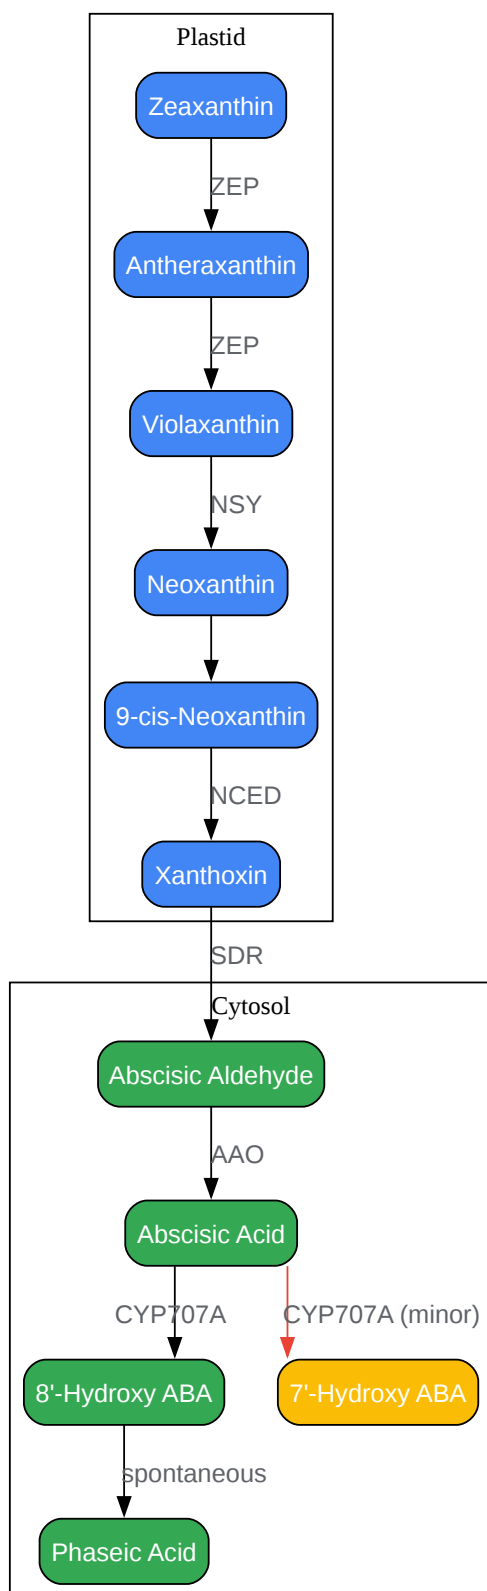 Plastid
Zeaxanthin
ZEP
Antheraxanthin
ZEP
Violaxanthin
NSY
Neoxanthin
9-cis-Neoxanthin
NCED
Xanthoxin
SDR
Cytosol
Abscisic Aldehyde
AAO
Abscisic Acid
CYP707A
CYP707A (minor)
8'-Hydroxy ABA
7'-Hydroxy ABA
spontaneous
Phaseic Acid